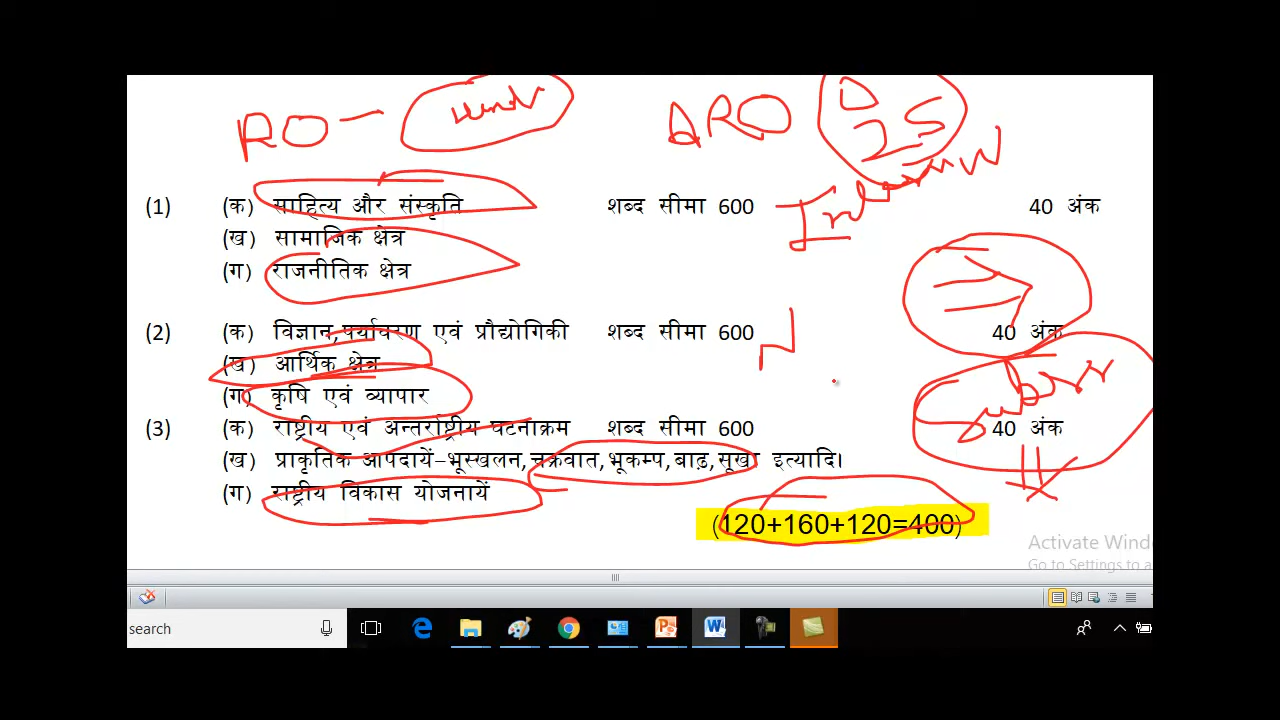 RO-
ARO D
25
(1) (क) साहित्य और संस्कृति शब्द सीमा 600 40 अंक
(ख) सामाजिक क्षेत्र
(ग) राजनीतिक क्षेत्र
(2) (क) विज्ञान,पर्यावरण एवं प्रौद्योगिकी शब्द सीमा 600 40 अंक
(ख) आर्थिक क्षेत्र
(ग) कृषि एवं व्यापार
(3) (क) राष्ट्रीय एवं अन्तर्राष्ट्रीय घटनाक्रम शब्द सीमा 600 40 अंक
(ख) प्राकृतिक आपदायें-भूस्खलन,चक्रवात,भूकम्प,बाढ़,सूखा इत्यादि।
(ग) राष्ट्रीय विकास योजनायें
(120+160+120=400)
Activate Wind
Go to Settings to a
search